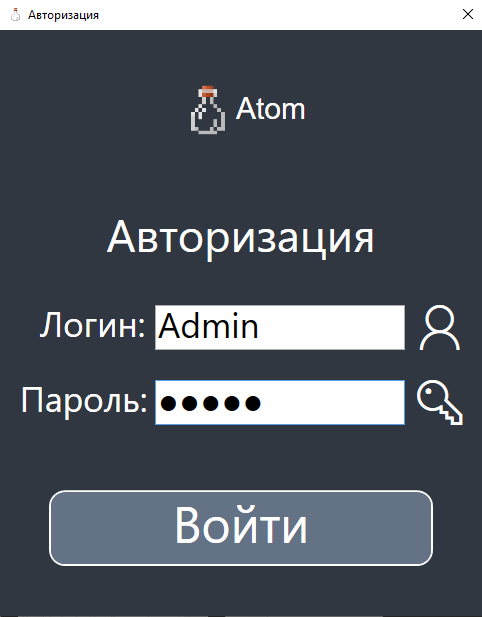 Авторизация
Atom
Авторизация
Логин: Admin
Пароль: ●●●●●
Войти